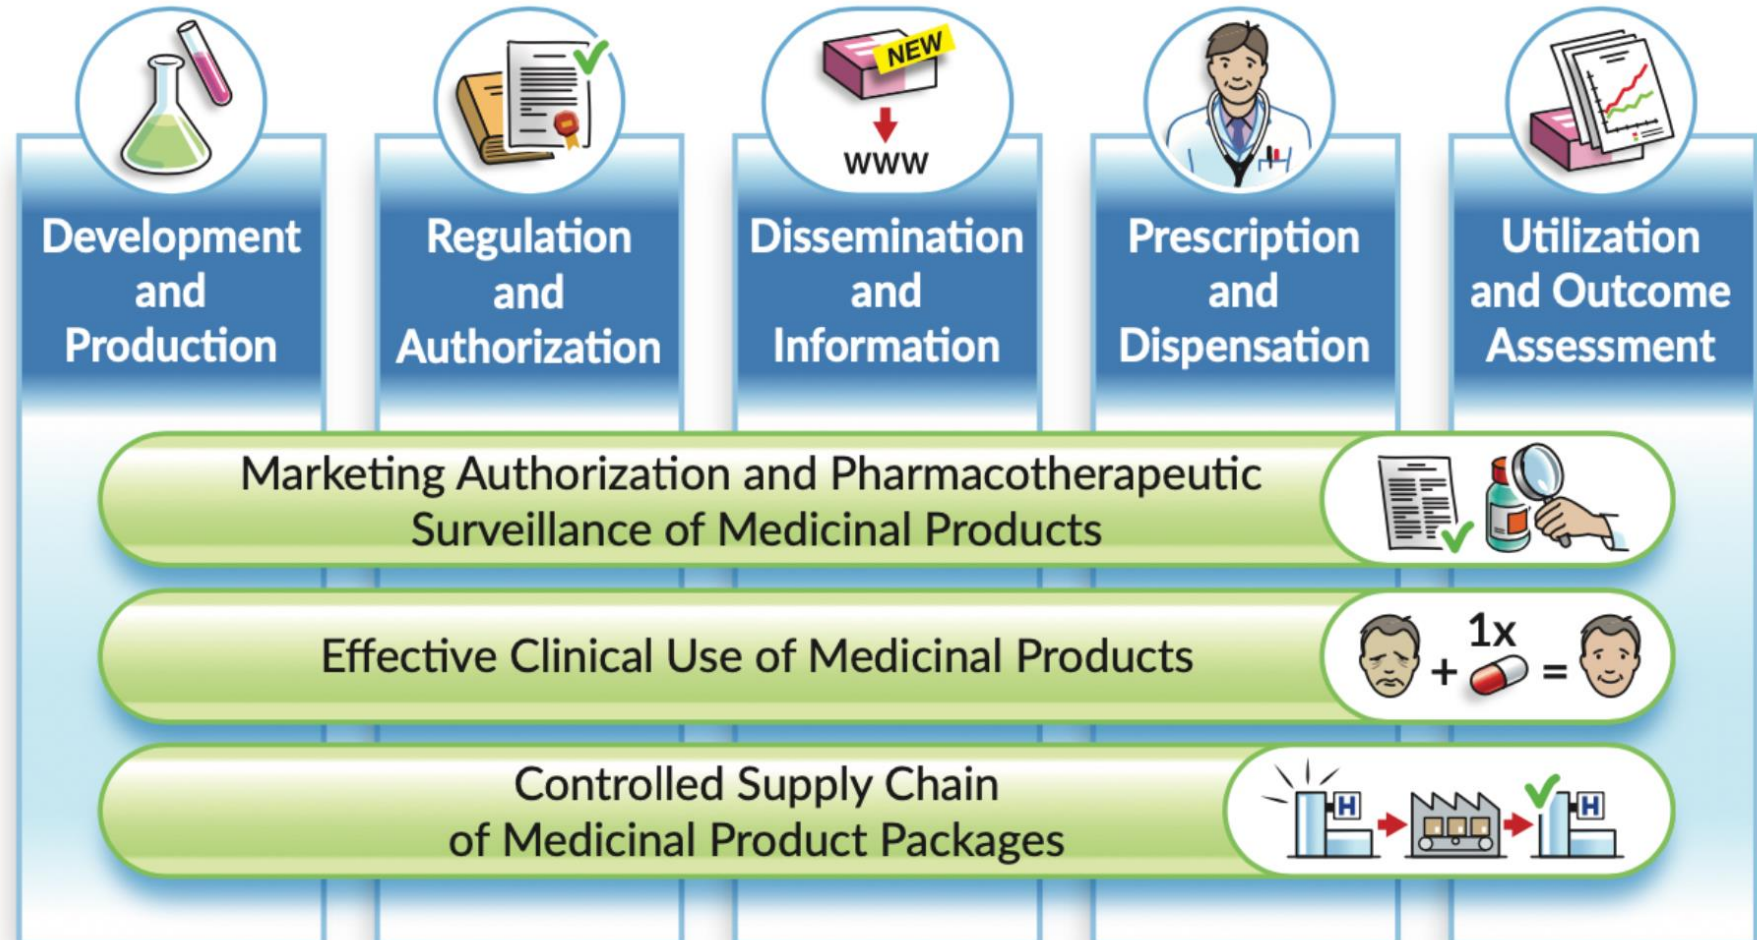 NEW
www
Development
and
Production
Regulation
and
Authorization
Dissemination
and
Information
Prescription
and
Dispensation
Utilization
and Outcome
Assessment
Marketing Authorization and Pharmacotherapeutic
Surveillance of Medicinal Products
Effective Clinical Use of Medicinal Products
1x
+ =
Controlled Supply Chain
of Medicinal Product Packages
H
H